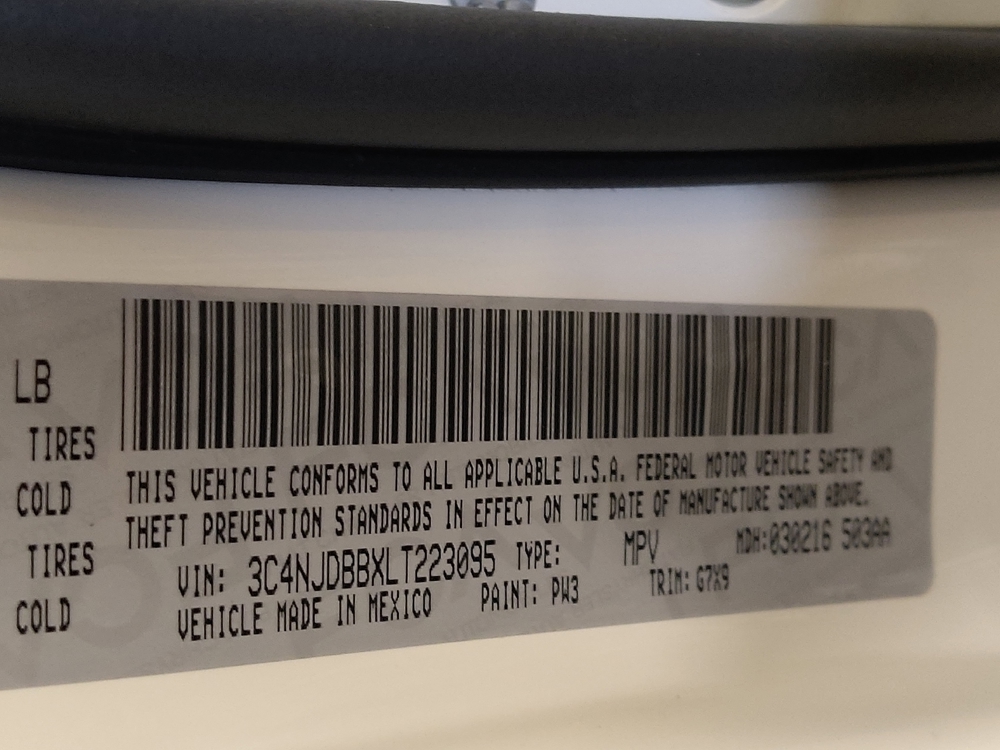 LB
TIRES
COLD
TIRES
COLD
THIS VEHICLE CONFORMS TO ALL APPLICABLE U.S.A. FEDERAL MOTOR VEHICLE SAFETY AND
THEFT PREVENTION STANDARDS IN EFFECT ON THE DATE OF MANUFACTURE SHOWN ABOVE.
VIN: 3C4NJDBBXLT223095 TYPE: MPV MDH:030216 503AA
VEHICLE MADE IN MEXICO PAINT: PW3 TRIM: G7X9